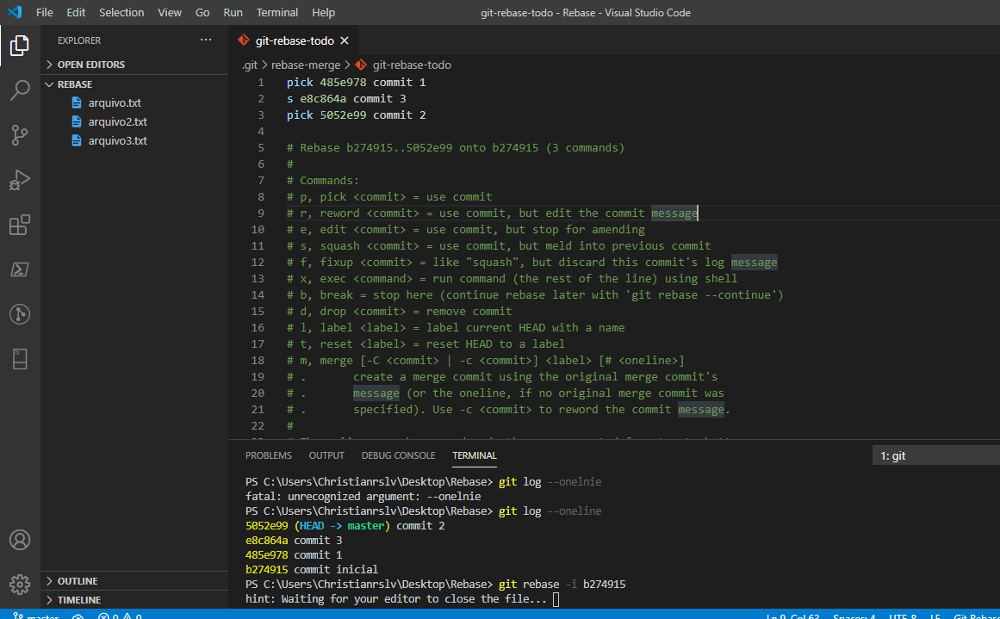 File Edit Selection View Go Run Terminal Help
git-rebase-todo - Rebase - Visual Studio Code
EXPLORER
OPEN EDITORS
REBASE
arquivo.txt
arquivo2.txt
arquivo3.txt
OUTLINE
TIMELINE
git-rebase-todo
.git > rebase-merge > git-rebase-todo
1 pick 485e978 commit 1
2 s e8c864a commit 3
3 pick 5052e99 commit 2
4
5 # Rebase b274915..5052e99 onto b274915 (3 commands)
6 #
7 # Commands:
8 # p, pick <commit> = use commit
9 # r, reword <commit> = use commit, but edit the commit message
10 # e, edit <commit> = use commit, but stop for amending
11 # s, squash <commit> = use commit, but meld into previous commit
12 # f, fixup <commit> = like "squash", but discard this commit's log message
13 # x, exec <command> = run command (the rest of the line) using shell
14 # b, break = stop here (continue rebase later with 'git rebase --continue')
15 # d, drop <commit> = remove commit
16 # l, label <label> = label current HEAD with a name
17 # t, reset <label> = reset HEAD to a label
18 # m, merge [-C <commit> | -c <commit>] <label> [# <oneline>]
19 # .       create a merge commit using the original merge commit's
20 # .       message (or the oneline, if no original merge commit was
21 # .       specified). Use -c <commit> to reword the commit message.
22 #
PROBLEMS OUTPUT DEBUG CONSOLE TERMINAL
1: git
PS C:\Users\Christianrslv\Desktop\Rebase> git log --onelnie
fatal: unrecognized argument: --onelnie
PS C:\Users\Christianrslv\Desktop\Rebase> git log --oneline
5052e99 (HEAD -> master) commit 2
e8c864a commit 3
485e978 commit 1
b274915 commit inicial
PS C:\Users\Christianrslv\Desktop\Rebase> git rebase -i b274915
hint: Waiting for your editor to close the file...
master 0 0
Ln 9, Col 63 Spaces: 4 UTF-8 LF Git Rebase